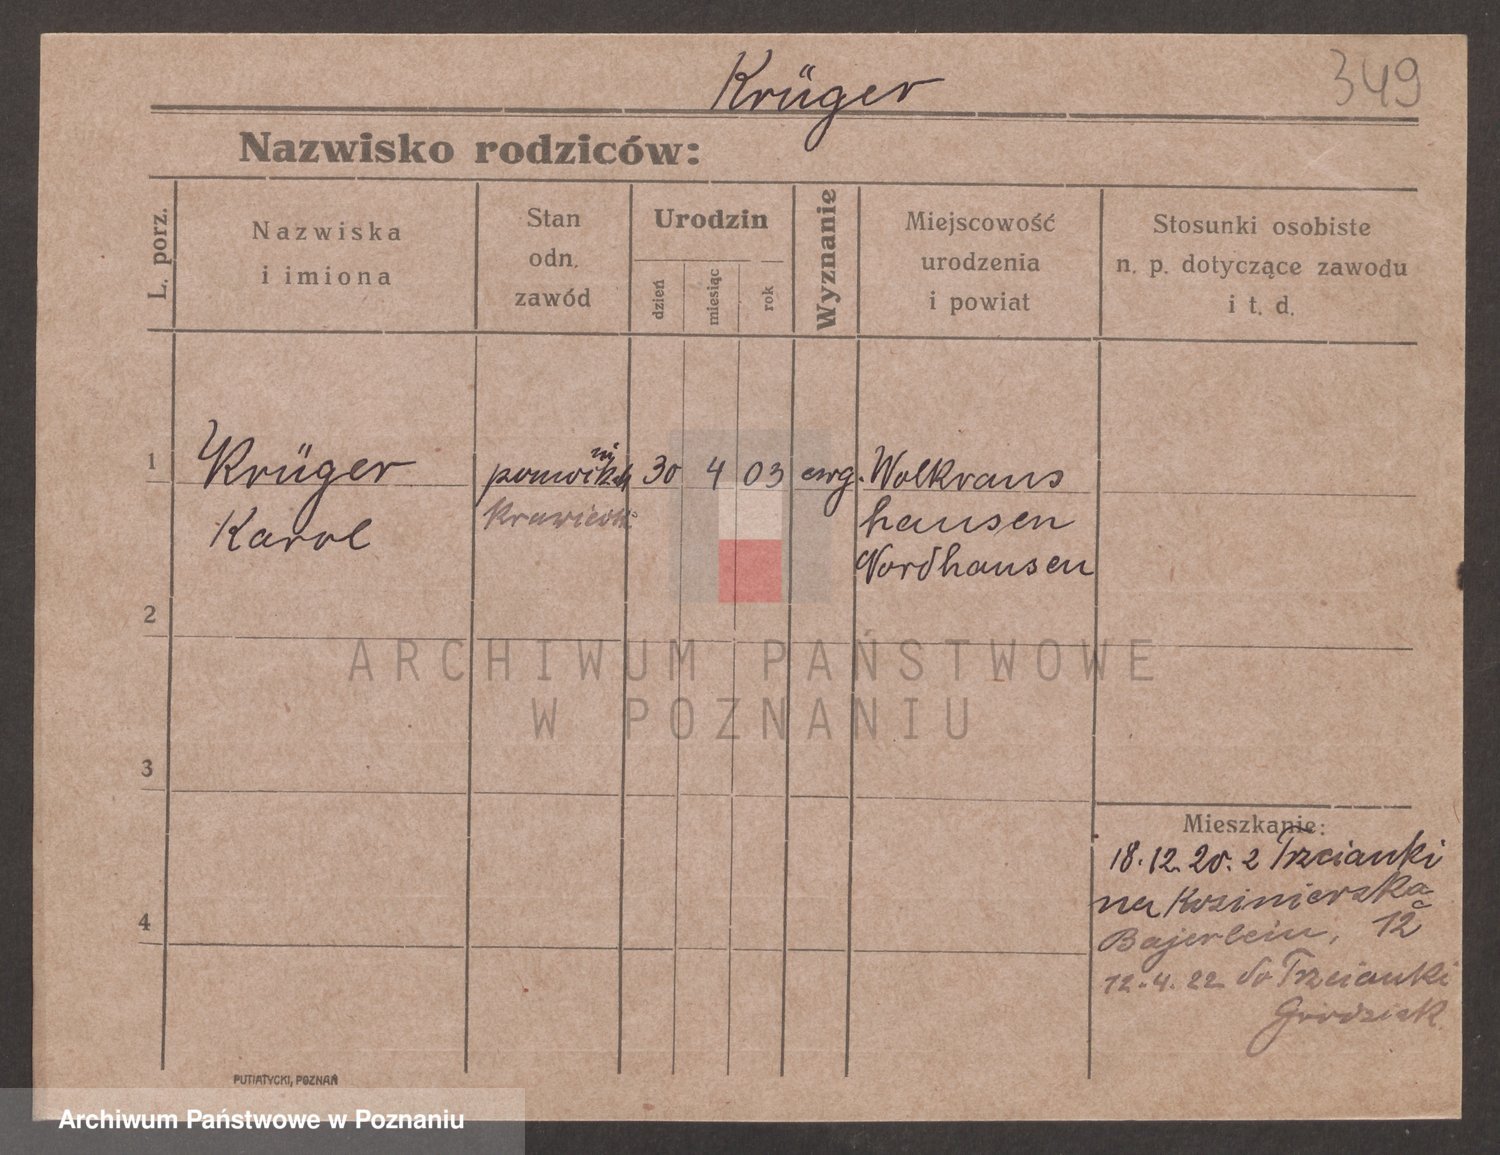 Krüger
349
Nazwisko rodziców:
L. porz.
Nazwiska
i imiona
Stan
odn.
zawód
Urodzin
dzień
miesiąc
rok
Wyznanie
Miejscowość
urodzenia
i powiat
Stosunki osobiste
n. p. dotyczące zawodu
i t. d.
1
Krüger
Karol
30
4
03
ewg.
Wolkrams
hausen
Nordhausen
2
3
4
Mieszkanie:
18.12.20. z Trzcianki
na
Bajerlein, 12
12.4.22 do Trzcianki
Grodzisk
PUTIATYCKI, POZNAŃ
ARCHIWUM PAŃSTWOWE
W POZNANIU
Archiwum Państwowe w Poznaniu